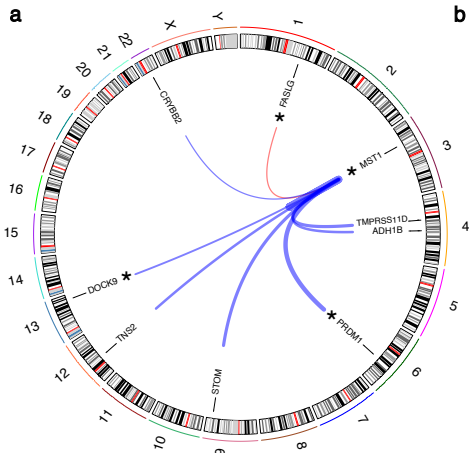 a
b
X
Y
1
2
3
4
5
6
7
8
9
10
11
12
13
14
15
16
17
18
19
20
21
22
CRYBB2
FASLG
*
* MST1
TMPRSS11D
ADH1B
DOCK9 *
TNS2
STOM
* PRDM1